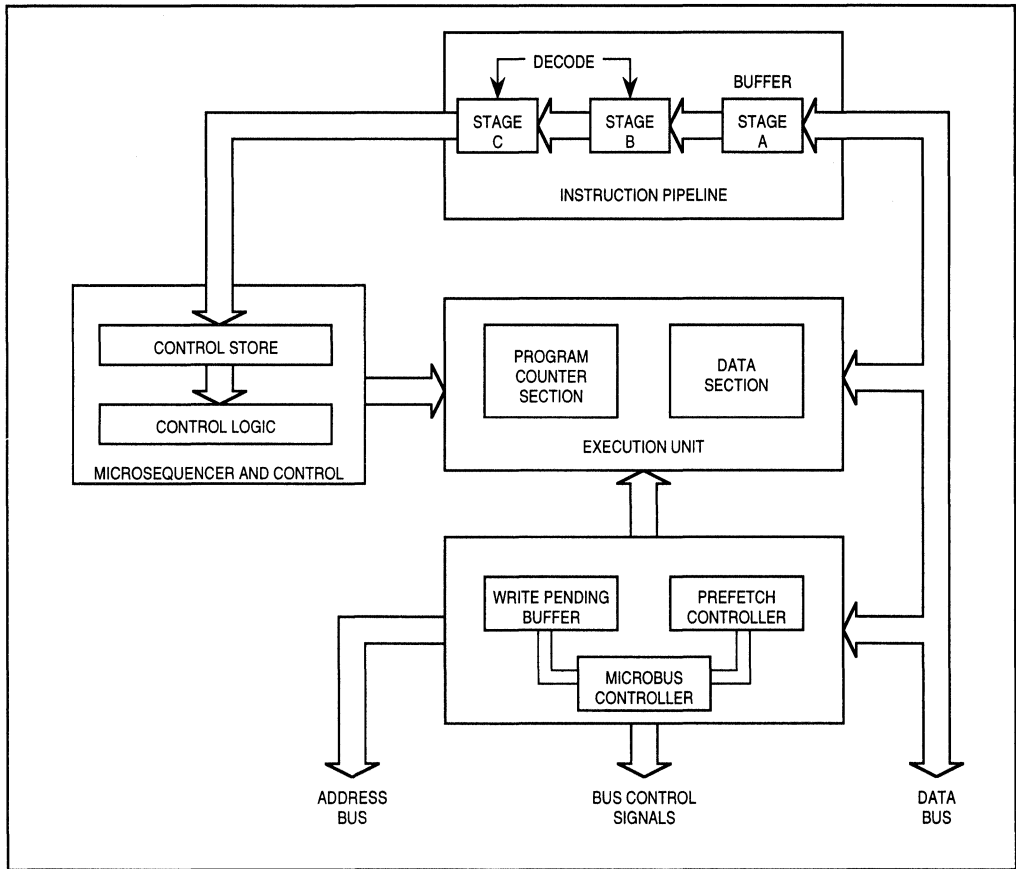 DECODE
BUFFER
STAGE
C
STAGE
B
STAGE
A
INSTRUCTION PIPELINE
CONTROL STORE
CONTROL LOGIC
MICROSEQUENCER AND CONTROL
PROGRAM
COUNTER
SECTION
DATA
SECTION
EXECUTION UNIT
WRITE PENDING
BUFFER
PREFETCH
CONTROLLER
MICROBUS
CONTROLLER
ADDRESS
BUS
BUS CONTROL
SIGNALS
DATA
BUS